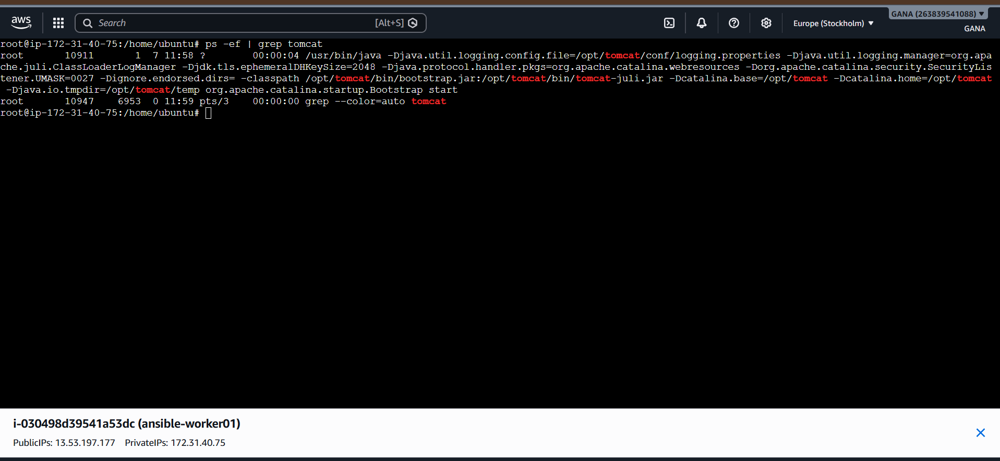 aws
Search
[Alt+S]
Europe (Stockholm)
GANA (263839541088)
GANA
root@ip-172-31-40-75:/home/ubuntu# ps -ef | grep tomcat
root       10911       1  7 11:58 ?        00:00:04 /usr/bin/java -Djava.util.logging.config.file=/opt/tomcat/conf/logging.properties -Djava.util.logging.manager=org.apa
che.juli.ClassLoaderLogManager -Djdk.tls.ephemeralDHKeySize=2048 -Djava.protocol.handler.pkgs=org.apache.catalina.webresources -Dorg.apache.catalina.security.SecurityLis
tener.UMASK=0027 -Dignore.endorsed.dirs= -classpath /opt/tomcat/bin/bootstrap.jar:/opt/tomcat/bin/tomcat-juli.jar -Dcatalina.base=/opt/tomcat -Dcatalina.home=/opt/tomcat
 -Djava.io.tmpdir=/opt/tomcat/temp org.apache.catalina.startup.Bootstrap start
root       10947    6953  0 11:59 pts/3    00:00:00 grep --color=auto tomcat
root@ip-172-31-40-75:/home/ubuntu#
i-030498d39541a53dc (ansible-worker01)
PublicIPs: 13.53.197.177    PrivateIPs: 172.31.40.75